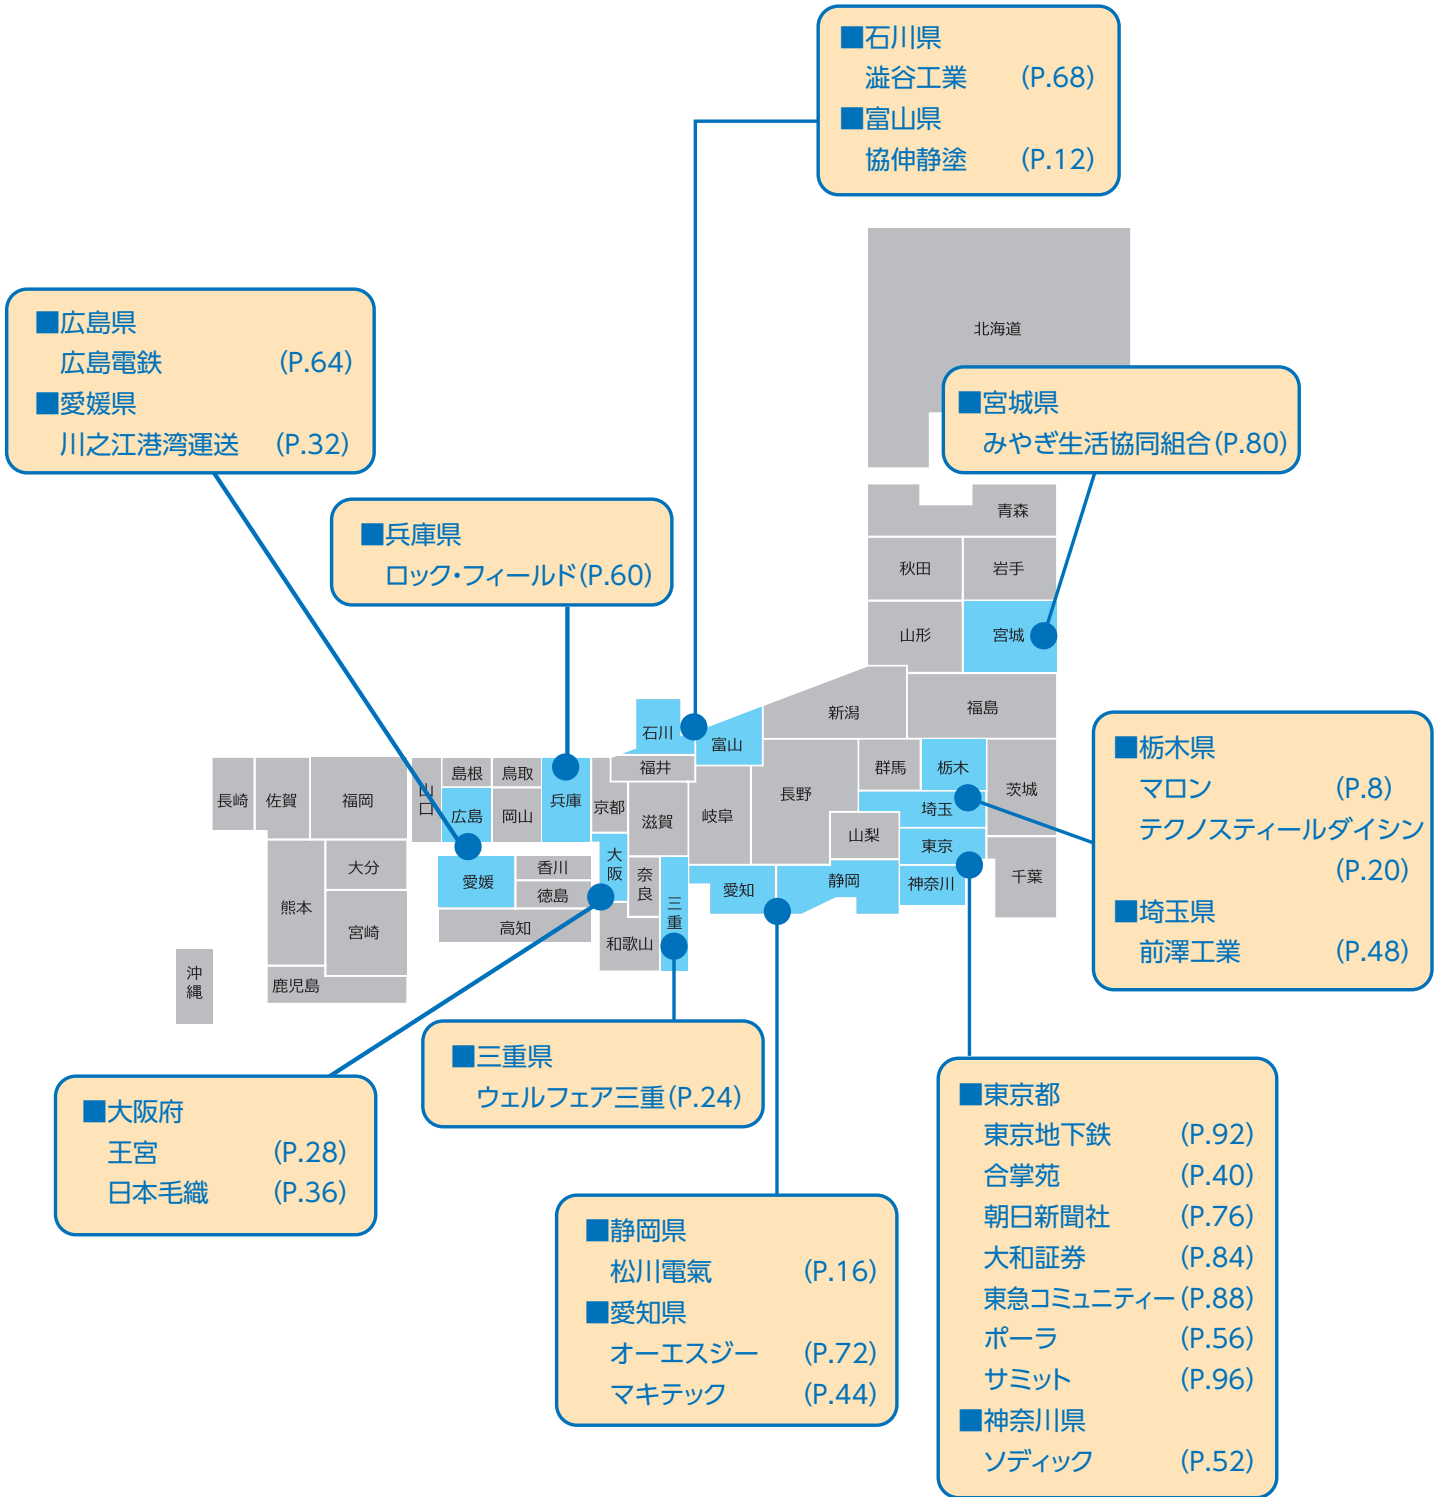 ■石川県
澁谷工業 (P.68)
■富山県
協伸静塗 (P.12)
■広島県
広島電鉄 (P.64)
■愛媛県
川之江港湾運送 (P.32)
■宮城県
みやぎ生活協同組合(P.80)
■兵庫県
ロック・フィールド(P.60)
■栃木県
マロン (P.8)
テクノスティールダイシン
(P.20)
■埼玉県
前澤工業 (P.48)
■三重県
ウェルフェア三重(P.24)
■大阪府
王宮 (P.28)
日本毛織 (P.36)
■静岡県
松川電氣 (P.16)
■愛知県
オーエスジー (P.72)
マキテック (P.44)
■東京都
東京地下鉄 (P.92)
合掌苑 (P.40)
朝日新聞社 (P.76)
大和証券 (P.84)
東急コミュニティー(P.88)
ポーラ (P.56)
サミット (P.96)
■神奈川県
ソディック (P.52)
北海道
青森
秋田
岩手
山形
宮城
新潟
福島
石川
富山
福井
群馬
栃木
茨城
長野
埼玉
山梨
東京
千葉
神奈川
静岡
愛知
岐阜
滋賀
京都
兵庫
大阪
奈良
三重
和歌山
鳥取
島根
岡山
広島
山口
香川
徳島
愛媛
高知
福岡
佐賀
長崎
大分
熊本
宮崎
鹿児島
沖縄